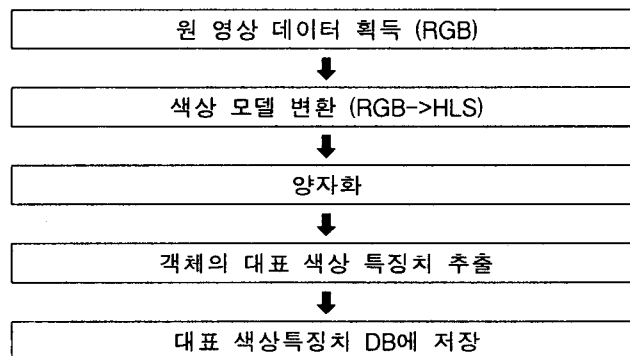 원 영상 데이터 획득 (RGB)
색상 모델 변환 (RGB->HLS)
양자화
객체의 대표 색상 특징치 추출
대표 색상특징치 DB에 저장